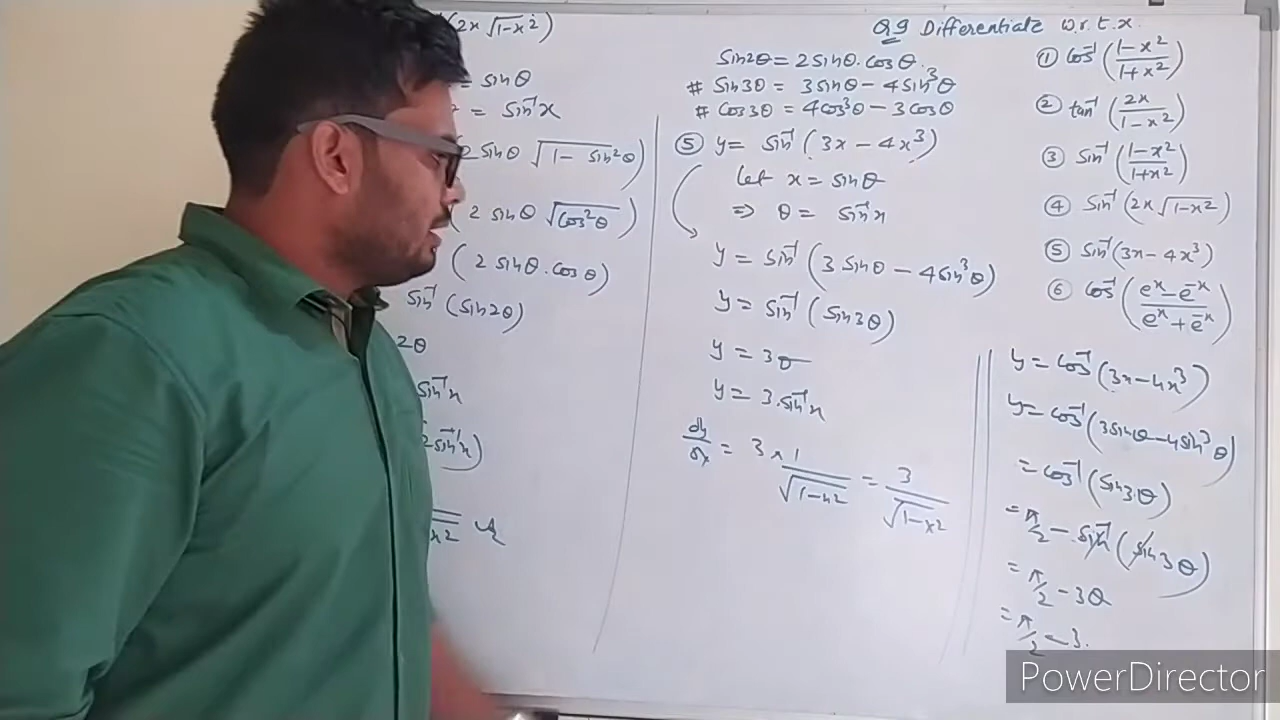 (2x √1-x²)
= sinθ
= sin⁻¹x
2 sinθ √1 - sin²θ)
( 2 sinθ √cos²θ )
( 2 sinθ . cosθ )
sin⁻¹ (sin2θ)
2θ
sin⁻¹x
2sin⁻¹x)
x²
sin2θ = 2 sinθ . cosθ .
# sin3θ = 3sinθ - 4sin³θ
# cos3θ = 4cos³θ - 3cosθ
⑤ y = sin⁻¹ ( 3x - 4x³)
let x = sinθ
⇒ θ = sin⁻¹x
y = sin⁻¹ ( 3 sinθ - 4sin³θ )
y = sin⁻¹ ( sin3θ )
y = 3θ
y = 3.sin⁻¹x
dy/dx = 3 × 1/√1-x² = 3/√1-x²
Q9 Differentiate w.r.t.x.
① cos⁻¹ (1-x²/1+x²)
② tan⁻¹ (2x/1-x²)
③ sin⁻¹ (1-x²/1+x²)
④ sin⁻¹ (2x √1-x²)
⑤ sin⁻¹ (3x - 4x³)
⑥ cos⁻¹ (eˣ - e⁻ˣ/eˣ + e⁻ˣ)
y = cos⁻¹ (3x - 4x³)
y = cos⁻¹ (3sinθ - 4sin³θ)
= cos⁻¹ (sin3θ)
= π/2 - sin⁻¹ (sin3θ)
= π/2 - 3θ
= π/2 - 3.
PowerDirector